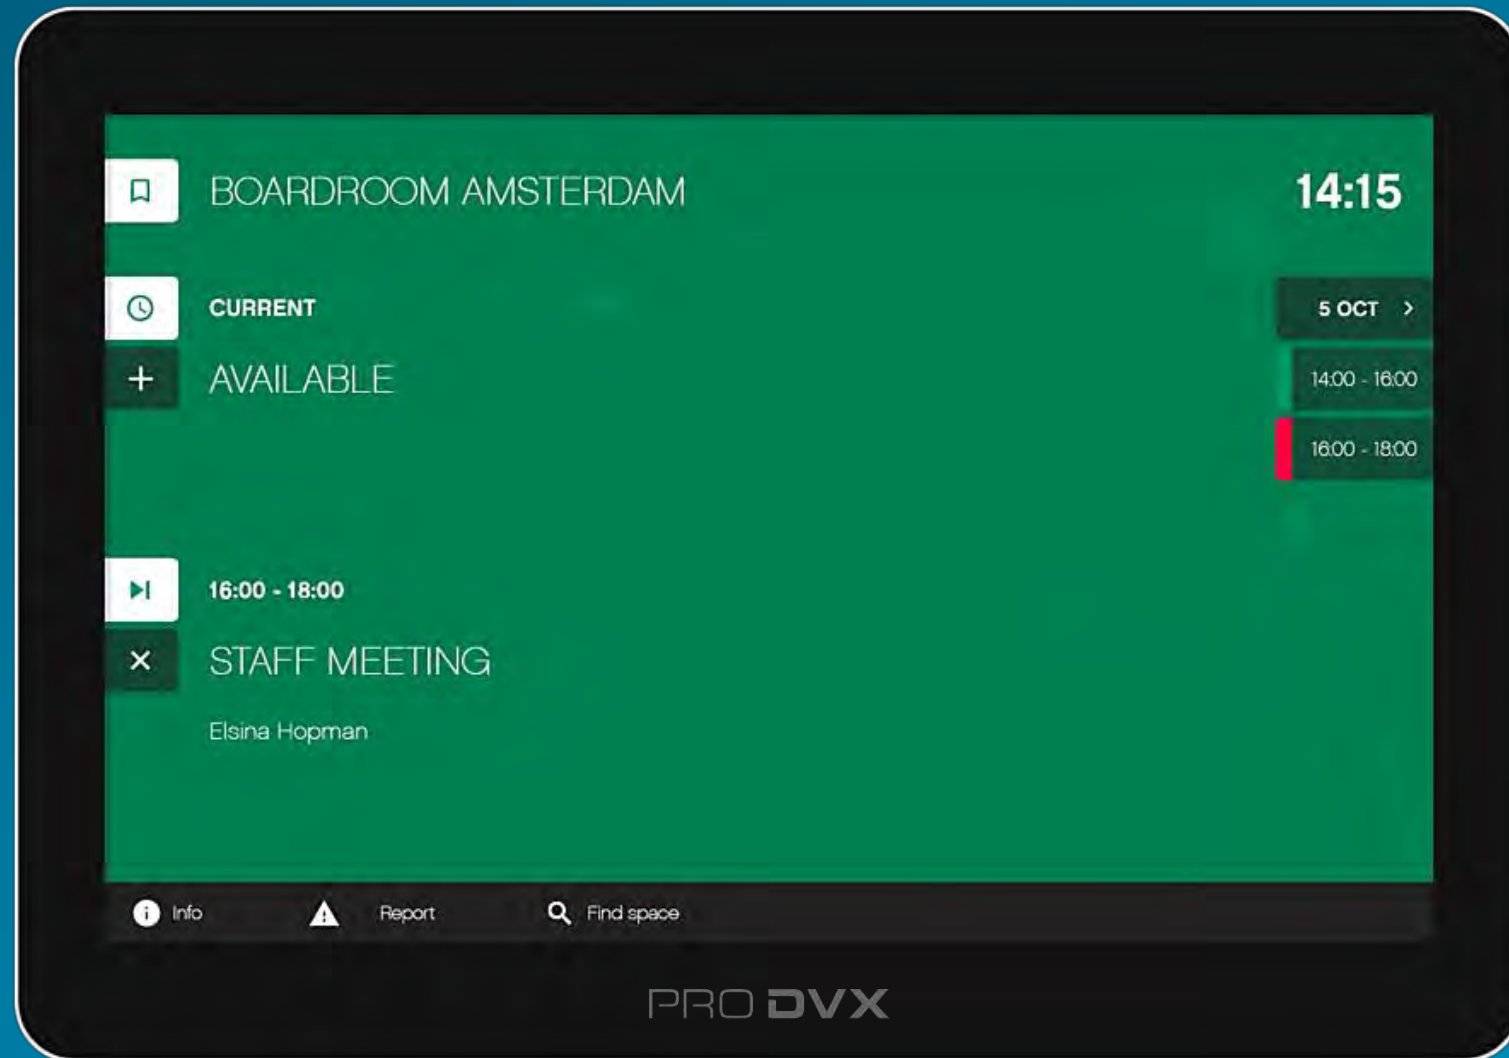 BOARDROOM AMSTERDAM
14:15
CURRENT
5 OCT
AVAILABLE
14:00 - 16:00
16:00 - 18:00
16:00 - 18:00
STAFF MEETING
Elsina Hopman
Info
Report
Find space
PRO DVX